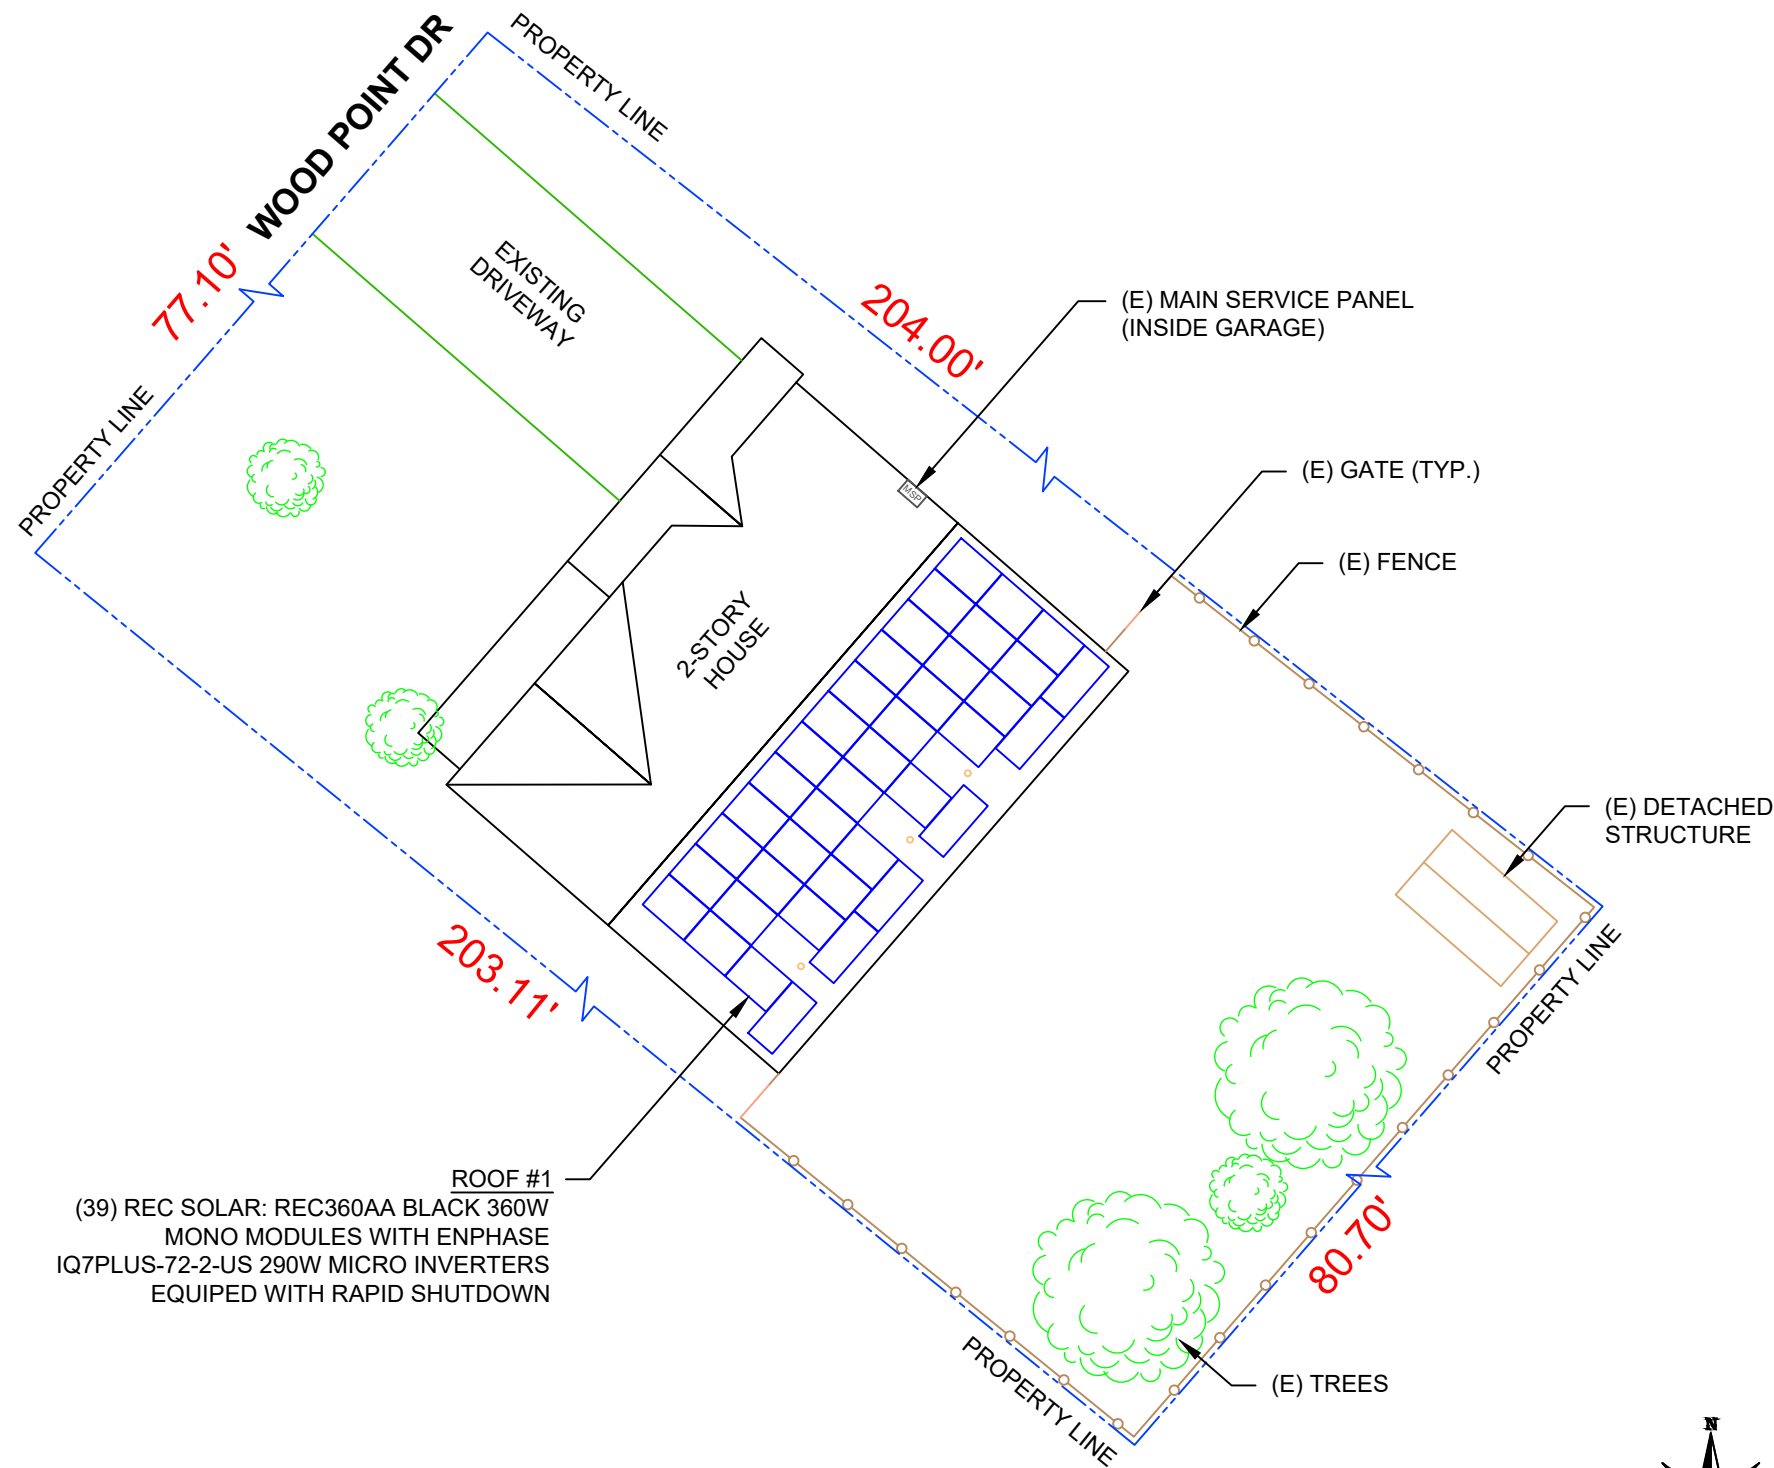 WOOD POINT DR
PROPERTY LINE
77.10'
EXISTING
DRIVEWAY
204.00'
(E) MAIN SERVICE PANEL
(INSIDE GARAGE)
PROPERTY LINE
(E) GATE (TYP.)
MSP
(E) FENCE
2-STORY
HOUSE
(E) DETACHED
STRUCTURE
203.11'
PROPERTY LINE
ROOF #1
(39) REC SOLAR: REC360AA BLACK 360W
MONO MODULES WITH ENPHASE
IQ7PLUS-72-2-US 290W MICRO INVERTERS
EQUIPED WITH RAPID SHUTDOWN
80.70'
PROPERTY LINE
(E) TREES
N